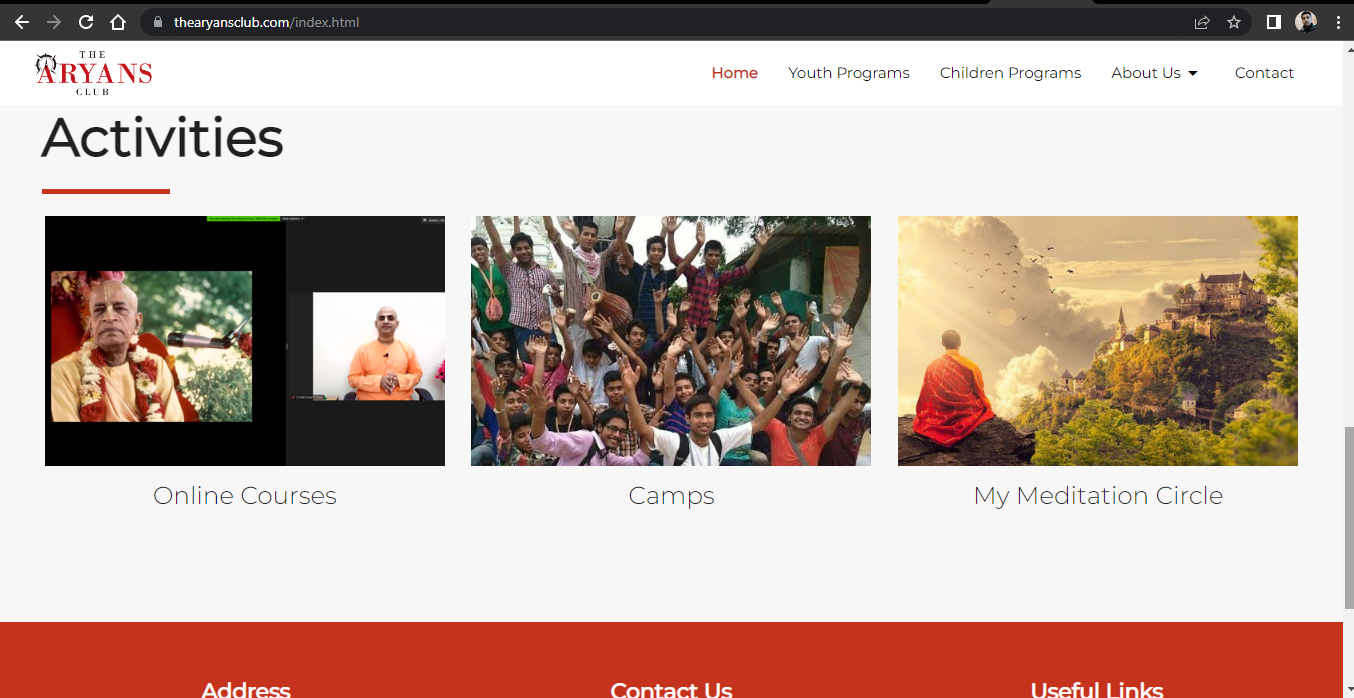 thearyansclub.com/index.html
THE
ARYANS
CLUB
Home
Youth Programs
Children Programs
About Us
Contact
Activities
Online Courses
Camps
My Meditation Circle
Address
Contact Us
Useful Links